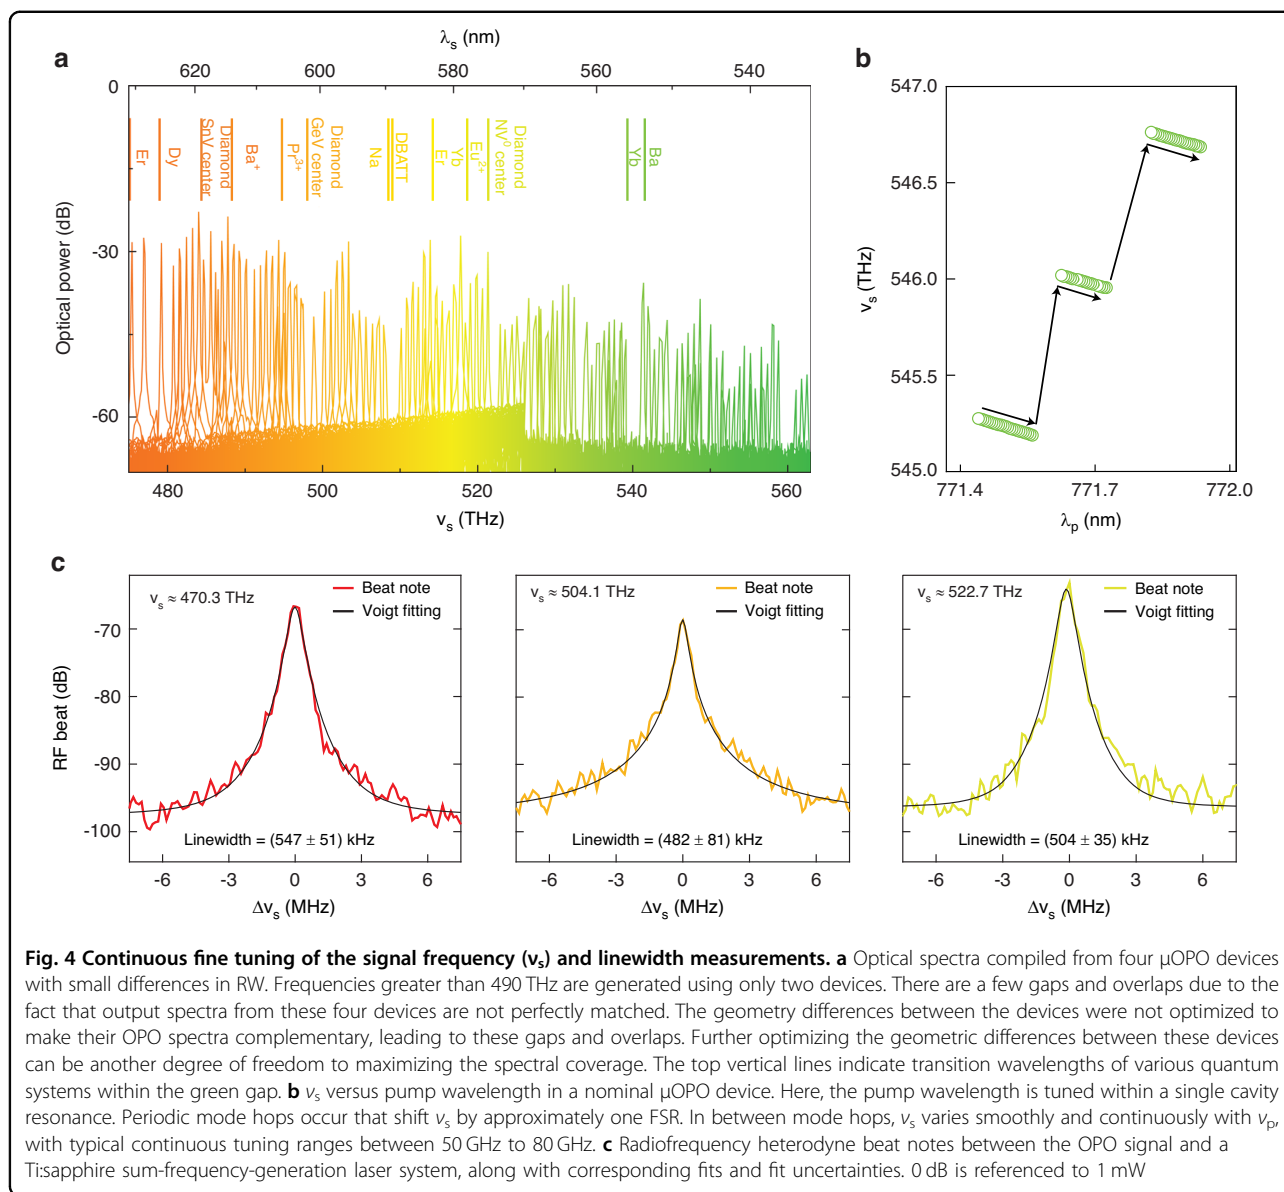 a
λs (nm)
620 600 580 560 540
0
-30
-60
Optical power (dB)
Er
Dy
Diamond
SnV center
Ba+
Pr3+
Diamond
GeV center
Na
DBATT
Er
Yb
Eu2+
Diamond
NV0 center
Yb
Ba
480 500 520 540 560
νs (THz)
b
547.0
546.5
546.0
545.5
545.0
νs (THz)
771.4 771.7 772.0
λp (nm)
c
νs ≈ 470.3 THz
Beat note
Voigt fitting
-70
-80
-90
-100
RF beat (dB)
Linewidth = (547 ± 51) kHz
-6 -3 0 3 6
Δνs (MHz)
νs ≈ 504.1 THz
Beat note
Voigt fitting
Linewidth = (482 ± 81) kHz
-6 -3 0 3 6
Δνs (MHz)
νs ≈ 522.7 THz
Beat note
Voigt fitting
Linewidth = (504 ± 35) kHz
-6 -3 0 3 6
Δνs (MHz)
Fig. 4 Continuous fine tuning of the signal frequency (νs) and linewidth measurements. a Optical spectra compiled from four μOPO devices
with small differences in RW. Frequencies greater than 490 THz are generated using only two devices. There are a few gaps and overlaps due to the
fact that output spectra from these four devices are not perfectly matched. The geometry differences between the devices were not optimized to
make their OPO spectra complementary, leading to these gaps and overlaps. Further optimizing the geometric differences between these devices
can be another degree of freedom to maximizing the spectral coverage. The top vertical lines indicate transition wavelengths of various quantum
systems within the green gap. b νs versus pump wavelength in a nominal μOPO device. Here, the pump wavelength is tuned within a single cavity
resonance. Periodic mode hops occur that shift νs by approximately one FSR. In between mode hops, νs varies smoothly and continuously with νp,
with typical continuous tuning ranges between 50 GHz to 80 GHz. c Radiofrequency heterodyne beat notes between the OPO signal and a
Ti:sapphire sum-frequency-generation laser system, along with corresponding fits and fit uncertainties. 0 dB is referenced to 1 mW